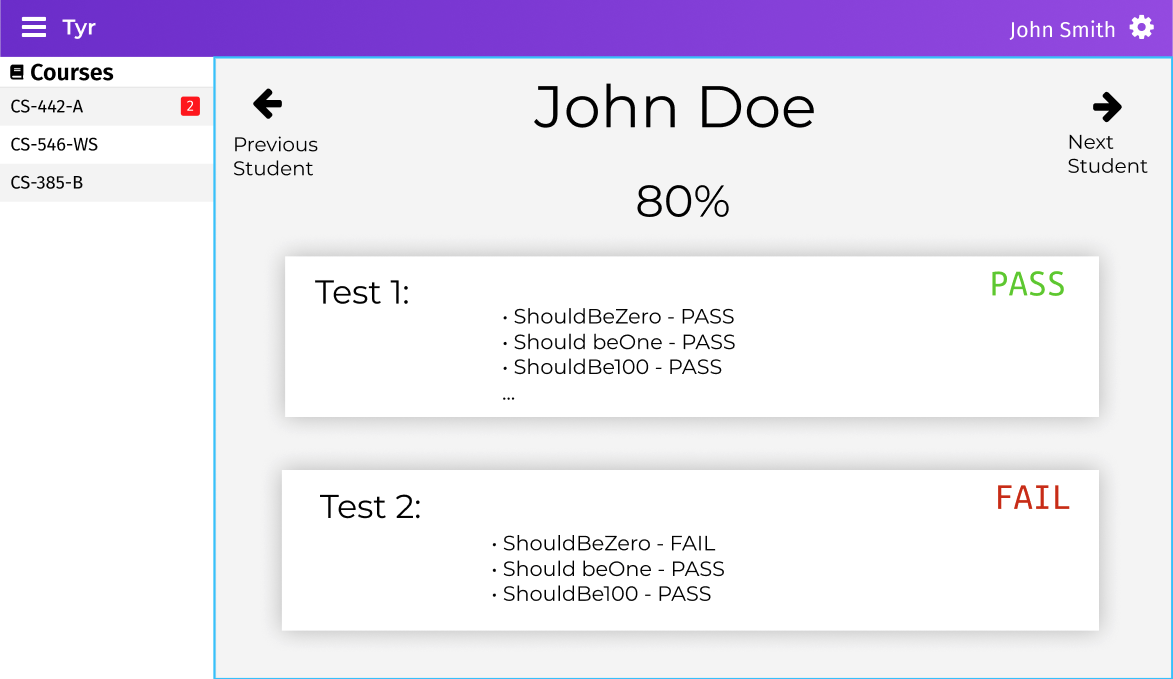 Tyr
John Smith
Courses
CS-442-A
2
CS-546-WS
CS-385-B
Previous
Student
John Doe
Next
Student
80%
Test 1:
PASS
• ShouldBeZero - PASS
• Should beOne - PASS
• ShouldBe100 - PASS
...
Test 2:
FAIL
• ShouldBeZero - FAIL
• Should beOne - PASS
• ShouldBe100 - PASS